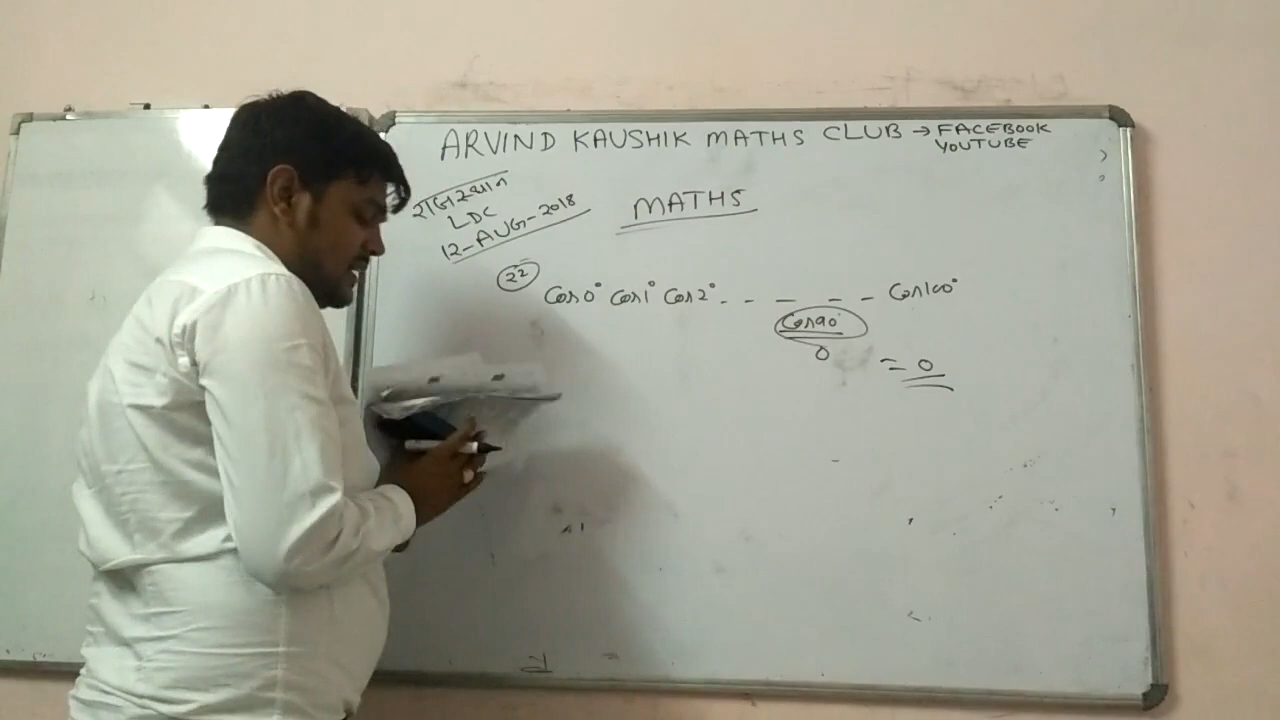 ARVIND KAUSHIK MATHS CLUB → FACEBOOK
YOUTUBE
राजस्थान
LDC
12-AUG-2018
MATHS
22
Cos0° Cos1° Cos2° - - - - - Cos100°
Cos90°
0
= 0